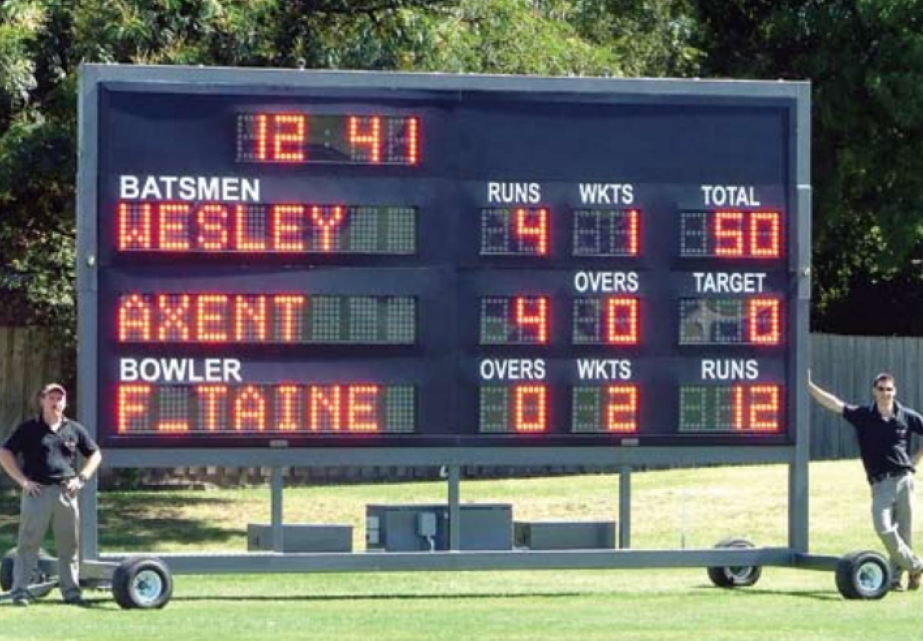 12 41
BATSMEN RUNS WKTS TOTAL
WESLEY 4 1 50
OVERS TARGET
AXENT 4 0 0
BOWLER OVERS WKTS RUNS
F_TAINE 0 2 12